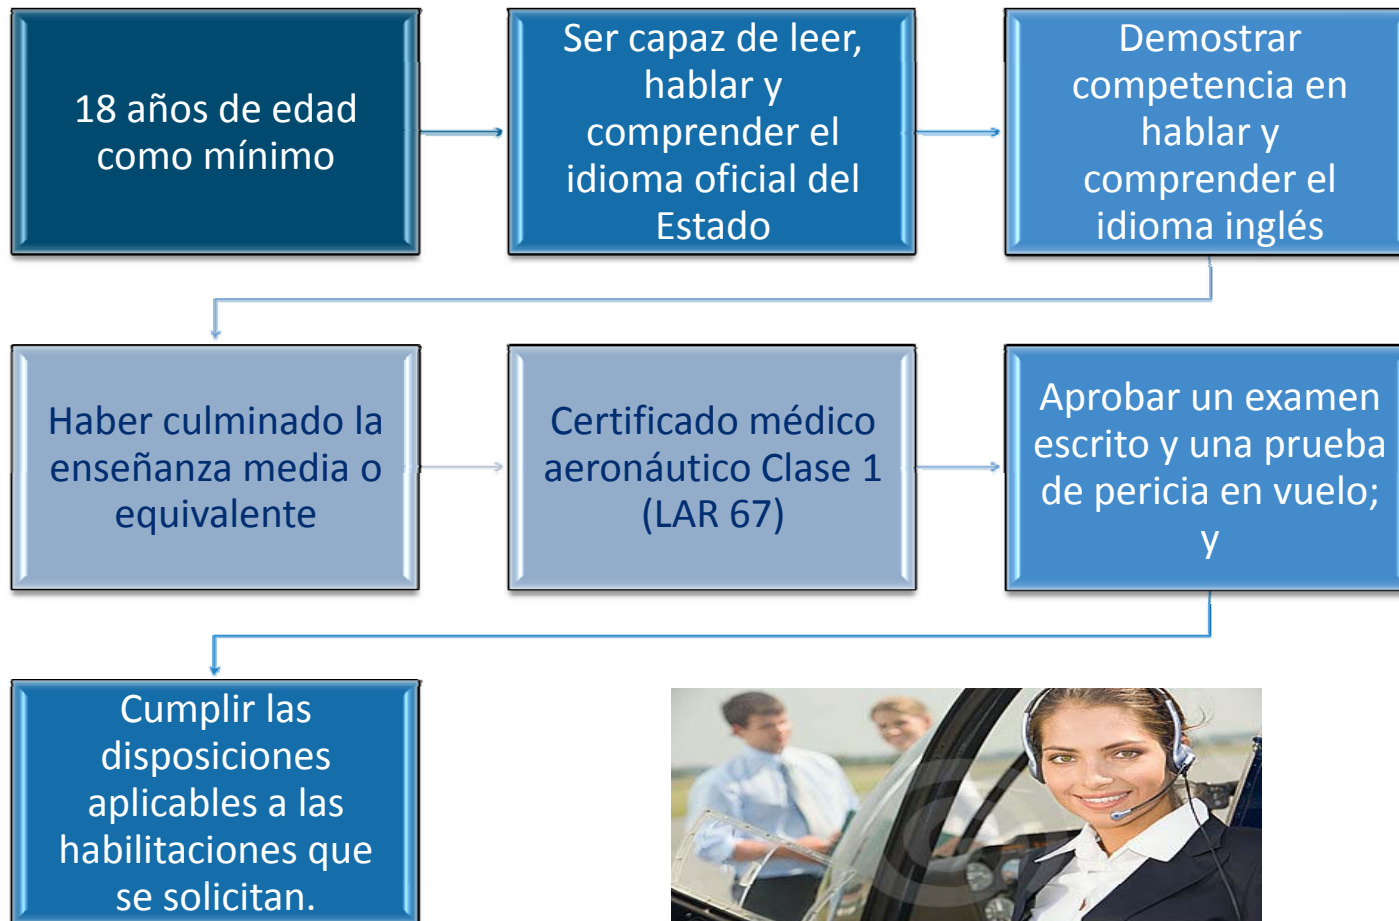 18 años de edad
como mínimo
Ser capaz de leer,
hablar y
comprender el
idioma oficial del
Estado
Demostrar
competencia en
hablar y
comprender el
idioma inglés
Haber culminado la
enseñanza media o
equivalente
Certificado médico
aeronáutico Clase 1
(LAR 67)
Aprobar un examen
escrito y una prueba
de pericia en vuelo;
y
Cumplir las
disposiciones
aplicables a las
habilitaciones que
se solicitan.